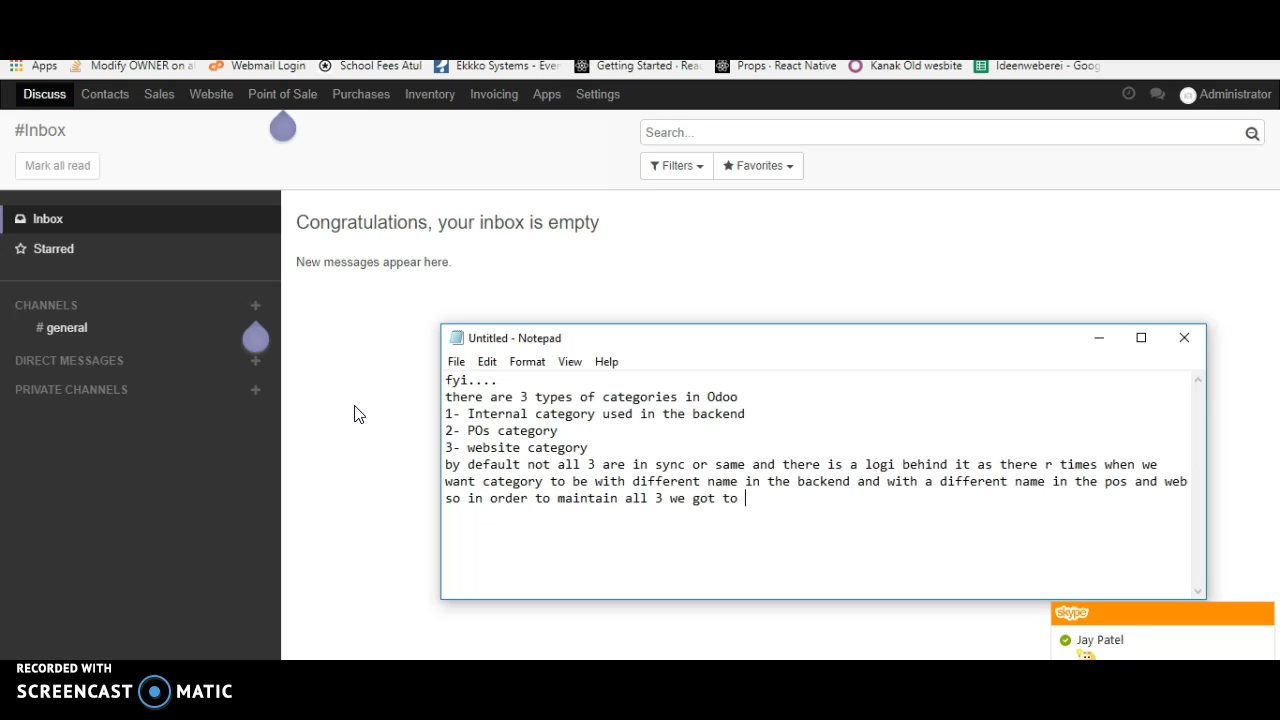 Apps Modify OWNER on a Webmail Login School Fees Atul Ekkko Systems - Ever Getting Started · Rea Props · React Native Kanak Old wesbite Ideenweberei - Goog
Discuss Contacts Sales Website Point of Sale Purchases Inventory Invoicing Apps Settings Administrator
#Inbox
Search...
Mark all read
Filters Favorites
Inbox
Starred
CHANNELS
# general
DIRECT MESSAGES
PRIVATE CHANNELS
Congratulations, your inbox is empty
New messages appear here.
Untitled - Notepad
File Edit Format View Help
fyi....
there are 3 types of categories in Odoo
1- Internal category used in the backend
2- POs category
3- website category
by default not all 3 are in sync or same and there is a logi behind it as there r times when we
want category to be with different name in the backend and with a different name in the pos and web
so in order to maintain all 3 we got to
skype
Jay Patel
RECORDED WITH
SCREENCAST MATIC